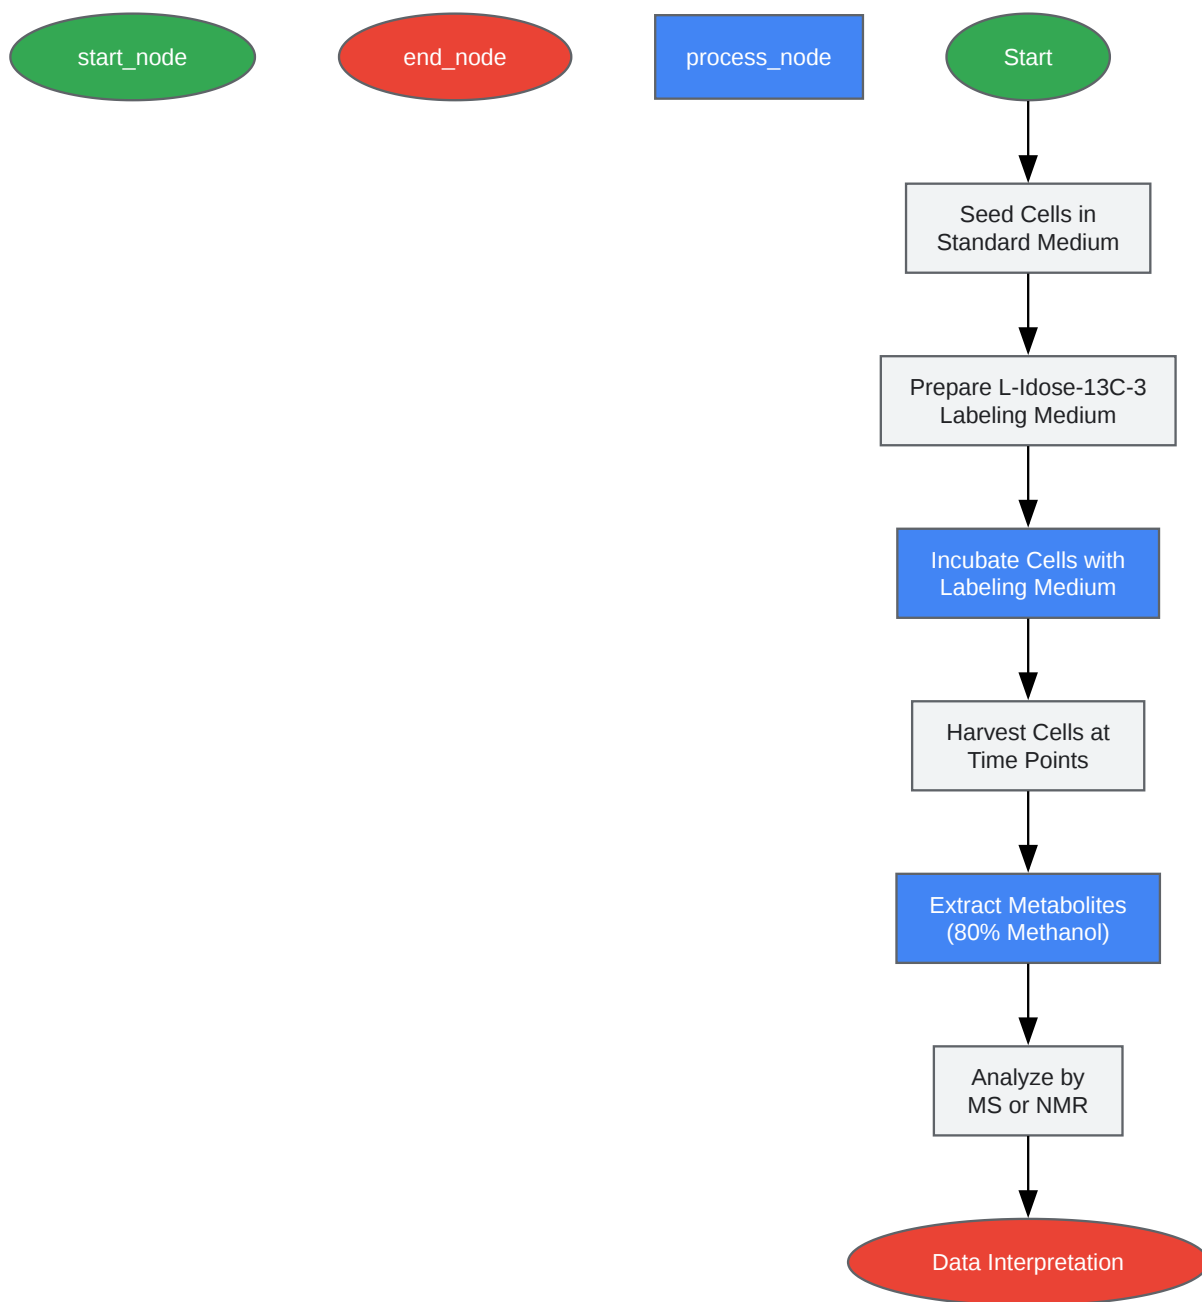 start_node
end_node
process_node
Start
Seed Cells in
Standard Medium
Prepare L-Idose-13C-3
Labeling Medium
Incubate Cells with
Labeling Medium
Harvest Cells at
Time Points
Extract Metabolites
(80% Methanol)
Analyze by
MS or NMR
Data Interpretation